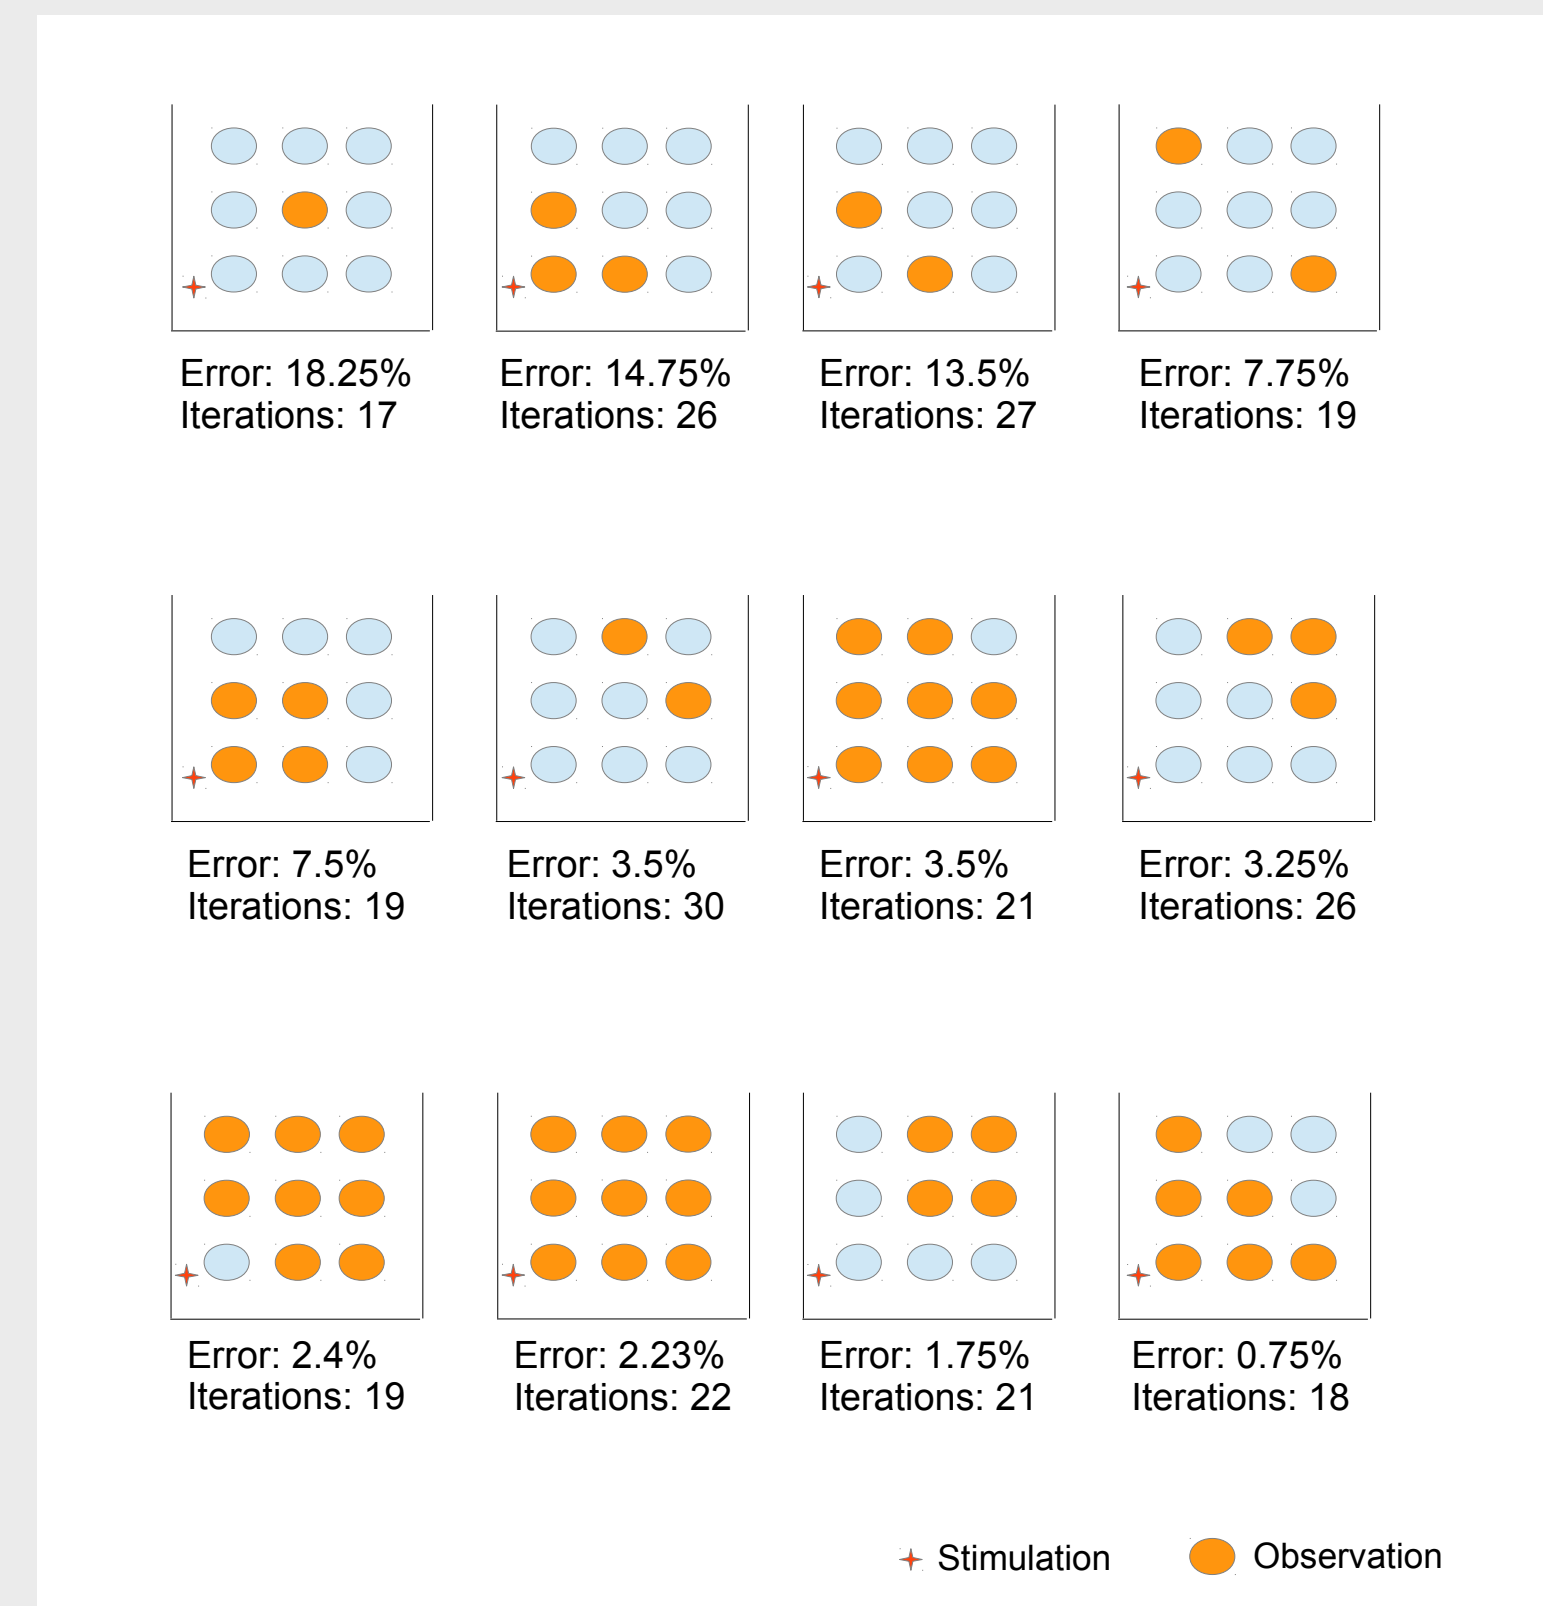 Error: 18.25%
Iterations: 17
Error: 14.75%
Iterations: 26
Error: 13.5%
Iterations: 27
Error: 7.75%
Iterations: 19
Error: 7.5%
Iterations: 19
Error: 3.5%
Iterations: 30
Error: 3.5%
Iterations: 21
Error: 3.25%
Iterations: 26
Error: 2.4%
Iterations: 19
Error: 2.23%
Iterations: 22
Error: 1.75%
Iterations: 21
Error: 0.75%
Iterations: 18
Stimulation
Observation